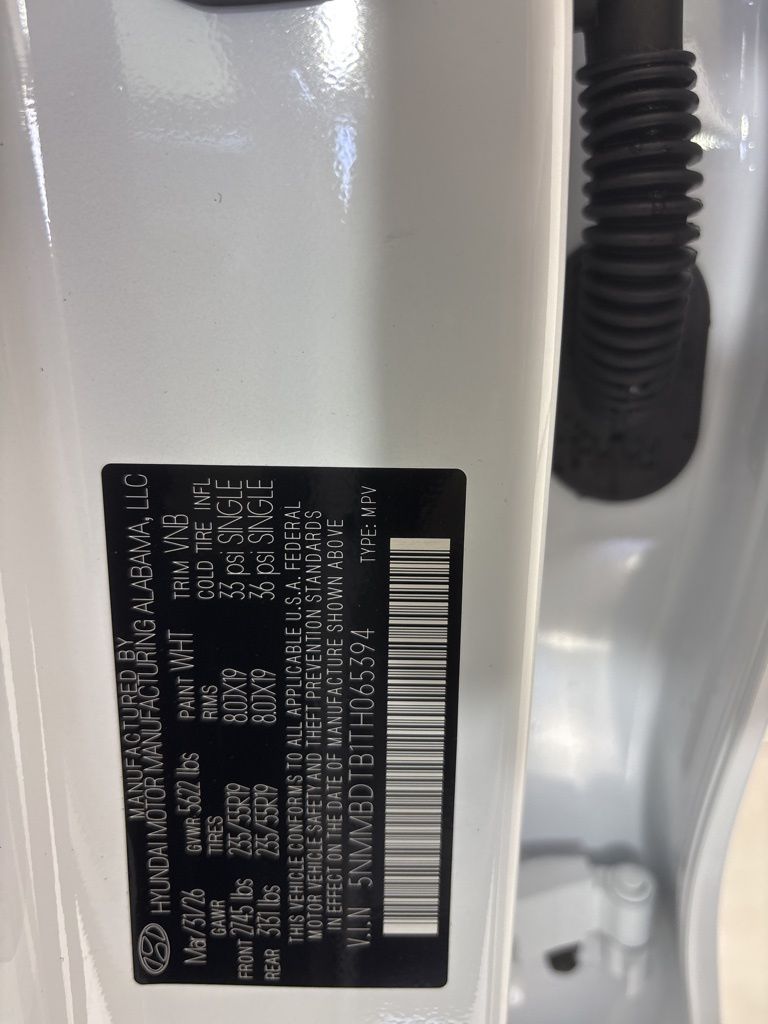 MANUFACTURED BY
HYUNDAI MOTOR MANUFACTURING ALABAMA, LLC
Mar/31/26 GVWR 5622 lbs PAINT WHT TRIM VNB
GAWR TIRES RIMS COLD TIRE INFL
FRONT 2745 lbs 235/55R19 8.0JX19 33 psi SINGLE
REAR 3131 lbs 235/55R19 8.0JX19 36 psi SINGLE
THIS VEHICLE CONFORMS TO ALL APPLICABLE U.S.A. FEDERAL
MOTOR VEHICLE SAFETY AND THEFT PREVENTION STANDARDS
IN EFFECT ON THE DATE OF MANUFACTURE SHOWN ABOVE
V.I.N 5NMMBDTB1TH065394 TYPE: MPV